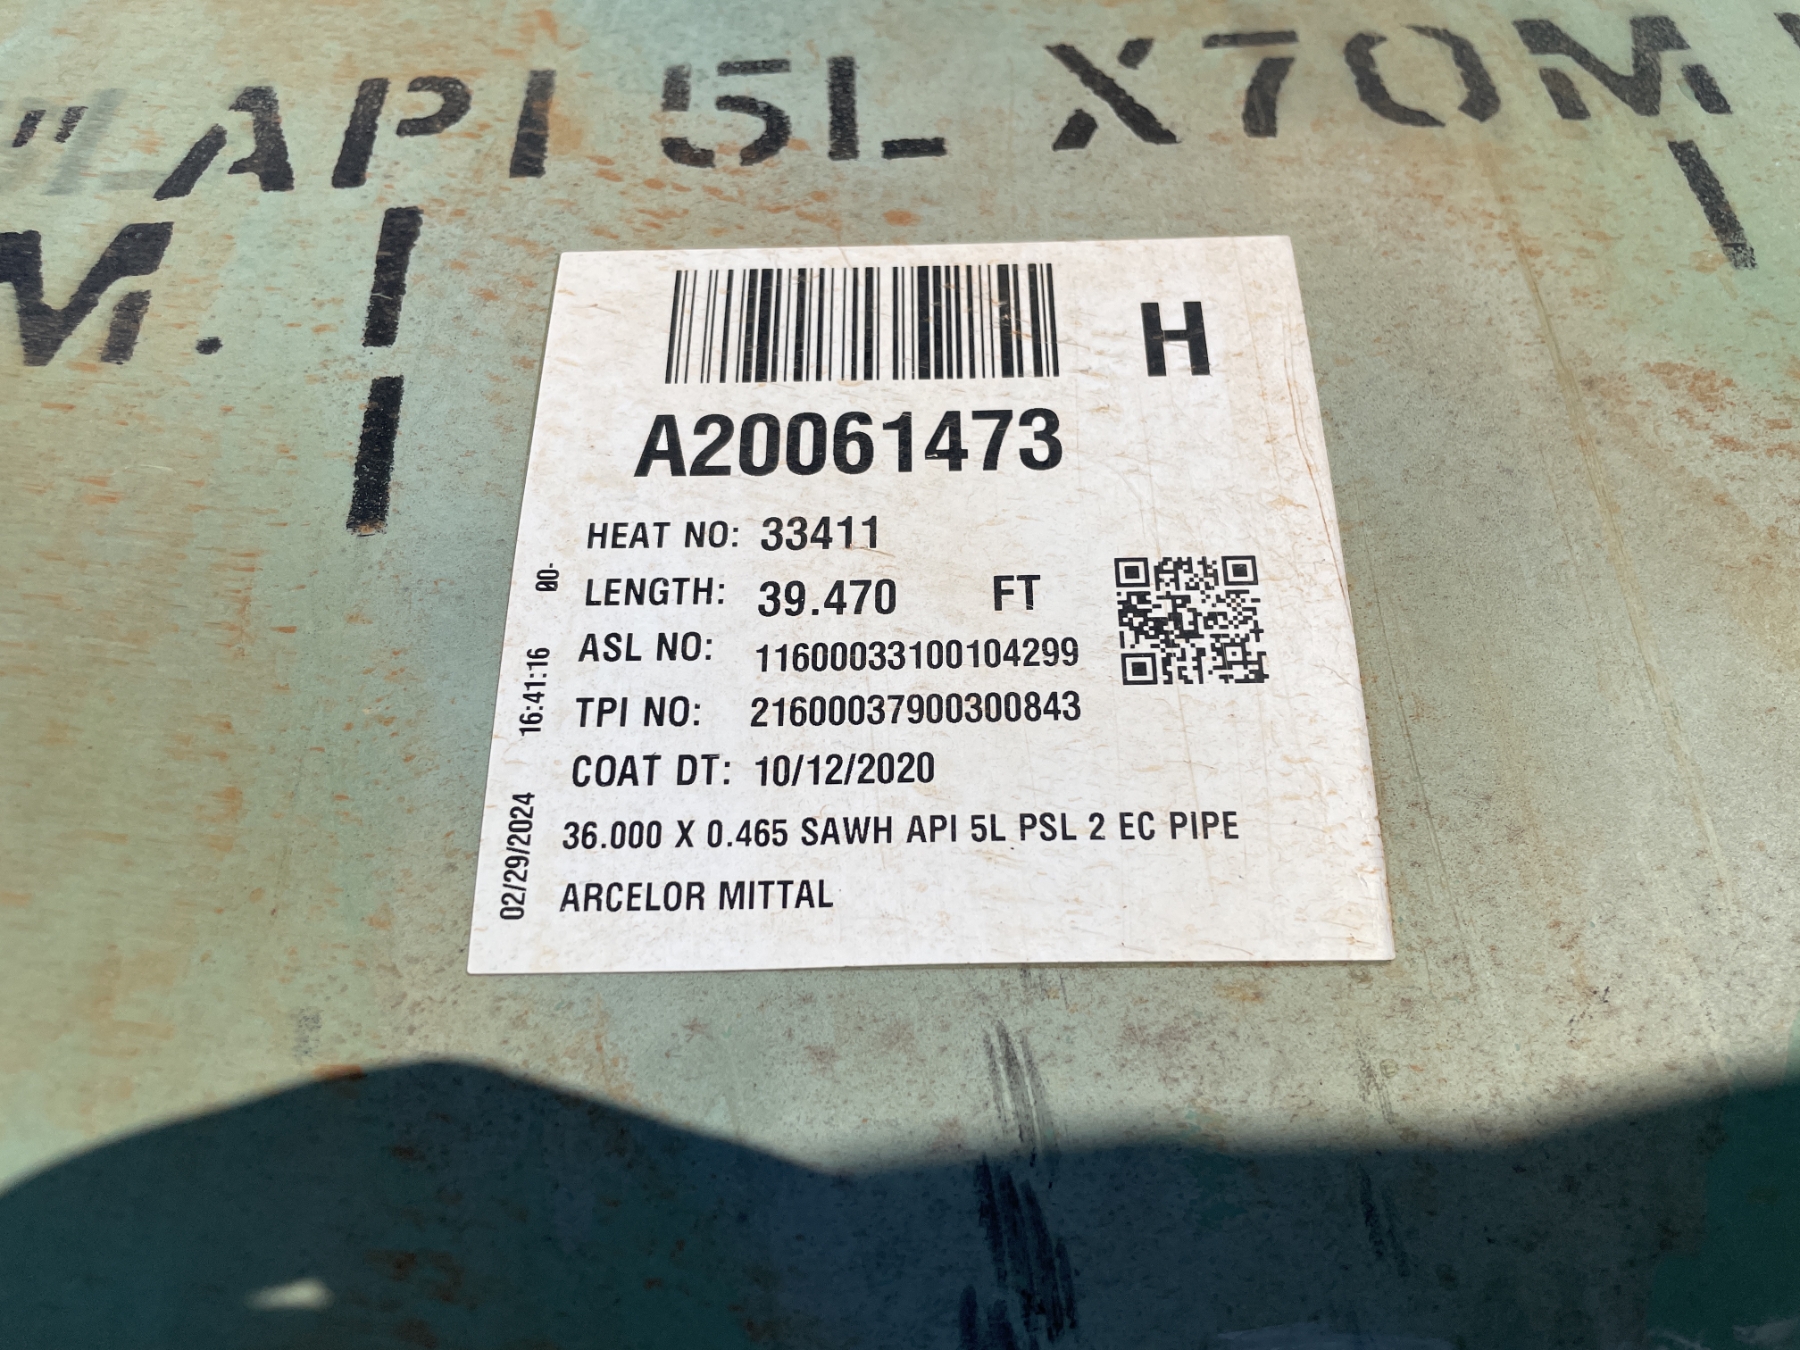 " API 5L X70M
M.
H
A20061473
HEAT NO: 33411
LENGTH: 39.470 FT
ASL NO: 11600033100104299
TPI NO: 21600037900300843
COAT DT: 10/12/2020
36.000 X 0.465 SAWH API 5L PSL 2 EC PIPE
ARCELOR MITTAL
02/29/2024 16:41:16 00-